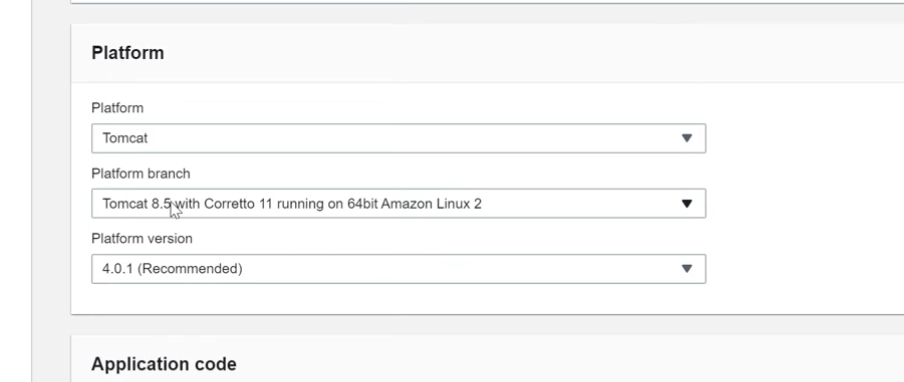 Platform
Platform
Tomcat
Platform branch
Tomcat 8.5 with Corretto 11 running on 64bit Amazon Linux 2
Platform version
4.0.1 (Recommended)
Application code